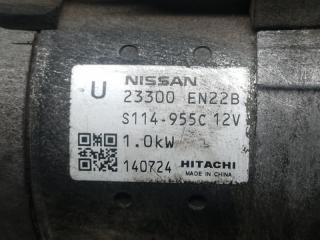 U NISSAN
23300 EN22B
S114-955C 12V
1.0kW
140724 HITACHI
MADE IN CHINA